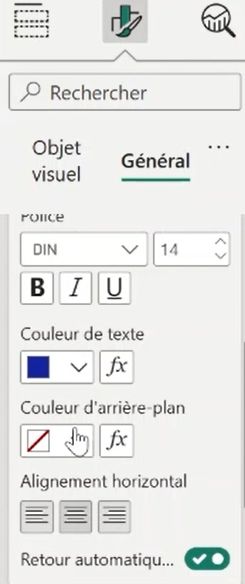 Rechercher
Objet visuel
Général
...
Police
DIN
14
B I U
Couleur de texte
fx
Couleur d'arrière-plan
fx
Alignement horizontal
Retour automatiqu...